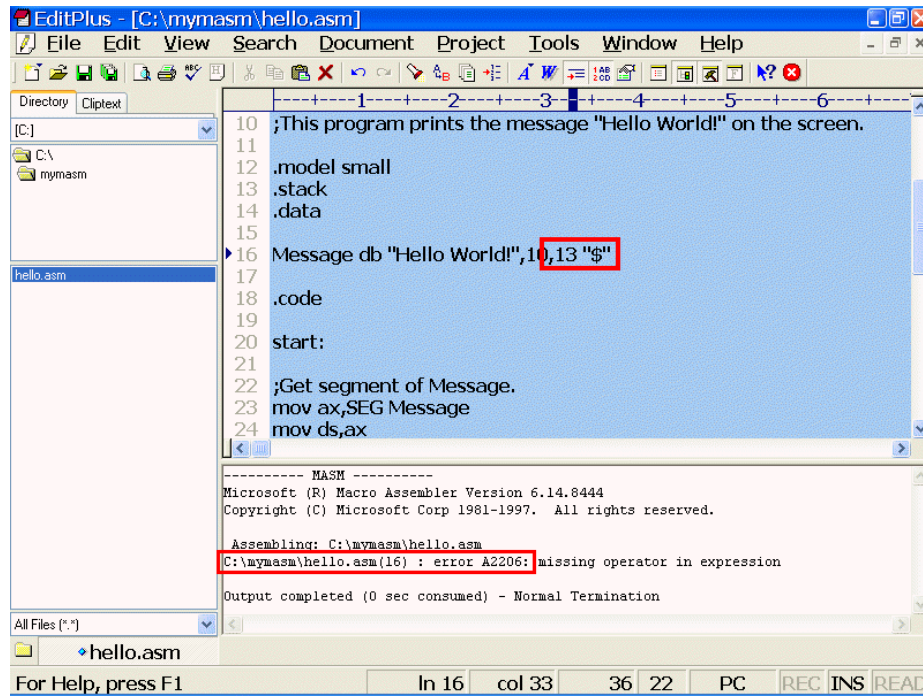 EditPlus - [C:\mymasm\hello.asm]
File Edit View Search Document Project Tools Window Help
Directory Cliptext
[C:]
C:\
mymasm
hello.asm
All Files (*.*)
----+----1----+----2----+----3----+----4----+----5----+----6----+----
10 ;This program prints the message "Hello World!" on the screen.
11
12 .model small
13 .stack
14 .data
15
16 Message db "Hello World!",10,13 "$"
17
18 .code
19
20 start:
21
22 ;Get segment of Message.
23 mov ax,SEG Message
24 mov ds,ax
---------- MASM ----------
Microsoft (R) Macro Assembler Version 6.14.8444
Copyright (C) Microsoft Corp 1981-1997.  All rights reserved.
Assembling: C:\mymasm\hello.asm
C:\mymasm\hello.asm(16) : error A2206: missing operator in expression
Output completed (0 sec consumed) - Normal Termination
hello.asm
For Help, press F1 ln 16 col 33 36 22 PC REC INS READ